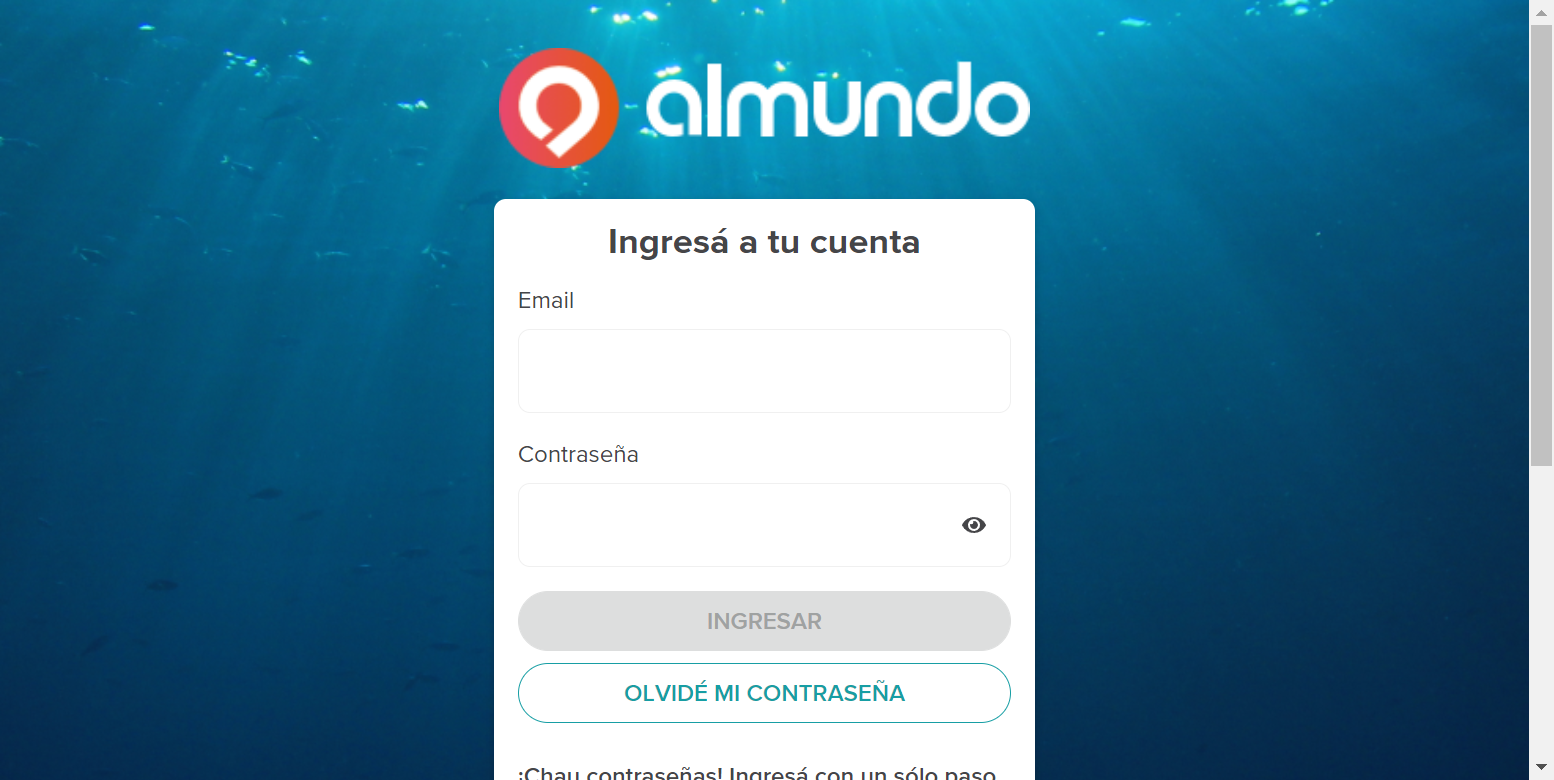 almundo
Ingresá a tu cuenta
Email
Contraseña
INGRESAR
OLVIDÉ MI CONTRASEÑA
¡Chau contraseñas! Ingresá con un sólo paso